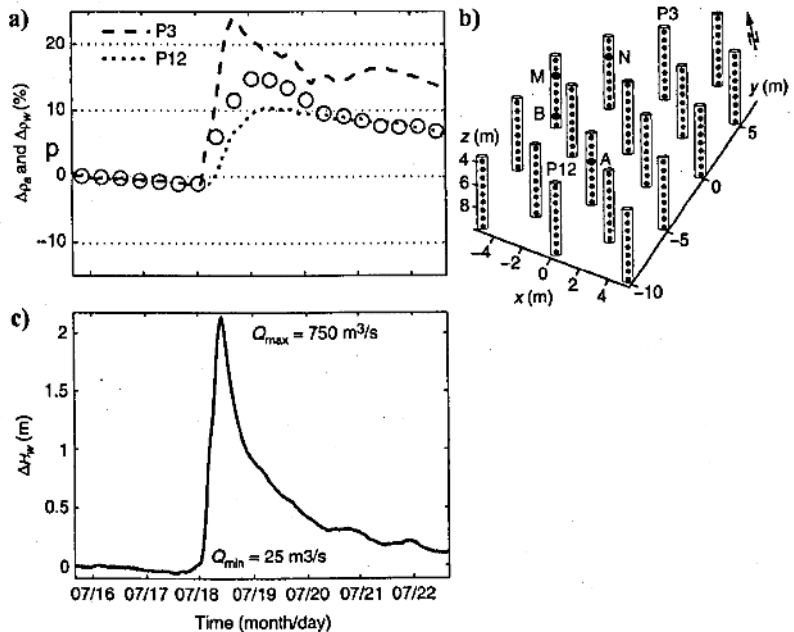 a)
20
10
0
-10
Δρa and Δρw (%)
P
P3
P12
b)
P3
N
M
B
A
P12
z (m)
4
6
8
-4
-2
0
2
4
x (m)
-10
-5
0
5
y (m)
c)
2
1.5
1
0.5
0
ΔHw (m)
Qmax = 750 m³/s
Qmin = 25 m3/s
07/16 07/17 07/18 07/19 07/20 07/21 07/22
Time (month/day)